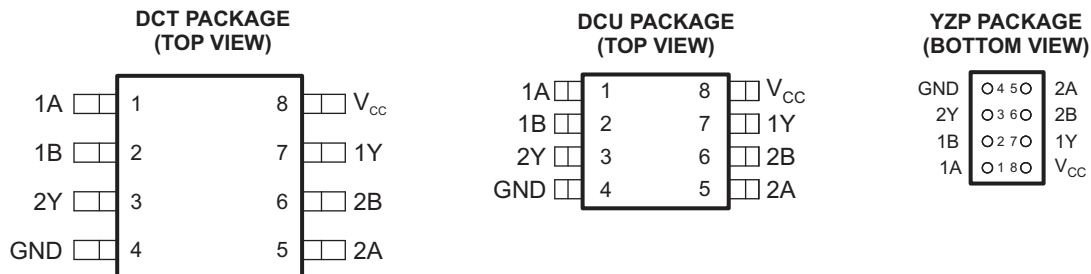 DCT PACKAGE
(TOP VIEW)
1A 1 8 VCC
1B 2 7 1Y
2Y 3 6 2B
GND 4 5 2A
DCU PACKAGE
(TOP VIEW)
1A 1 8 VCC
1B 2 7 1Y
2Y 3 6 2B
GND 4 5 2A
YZP PACKAGE
(BOTTOM VIEW)
GND 4 5 2A
2Y 3 6 2B
1B 2 7 1Y
1A 1 8 VCC